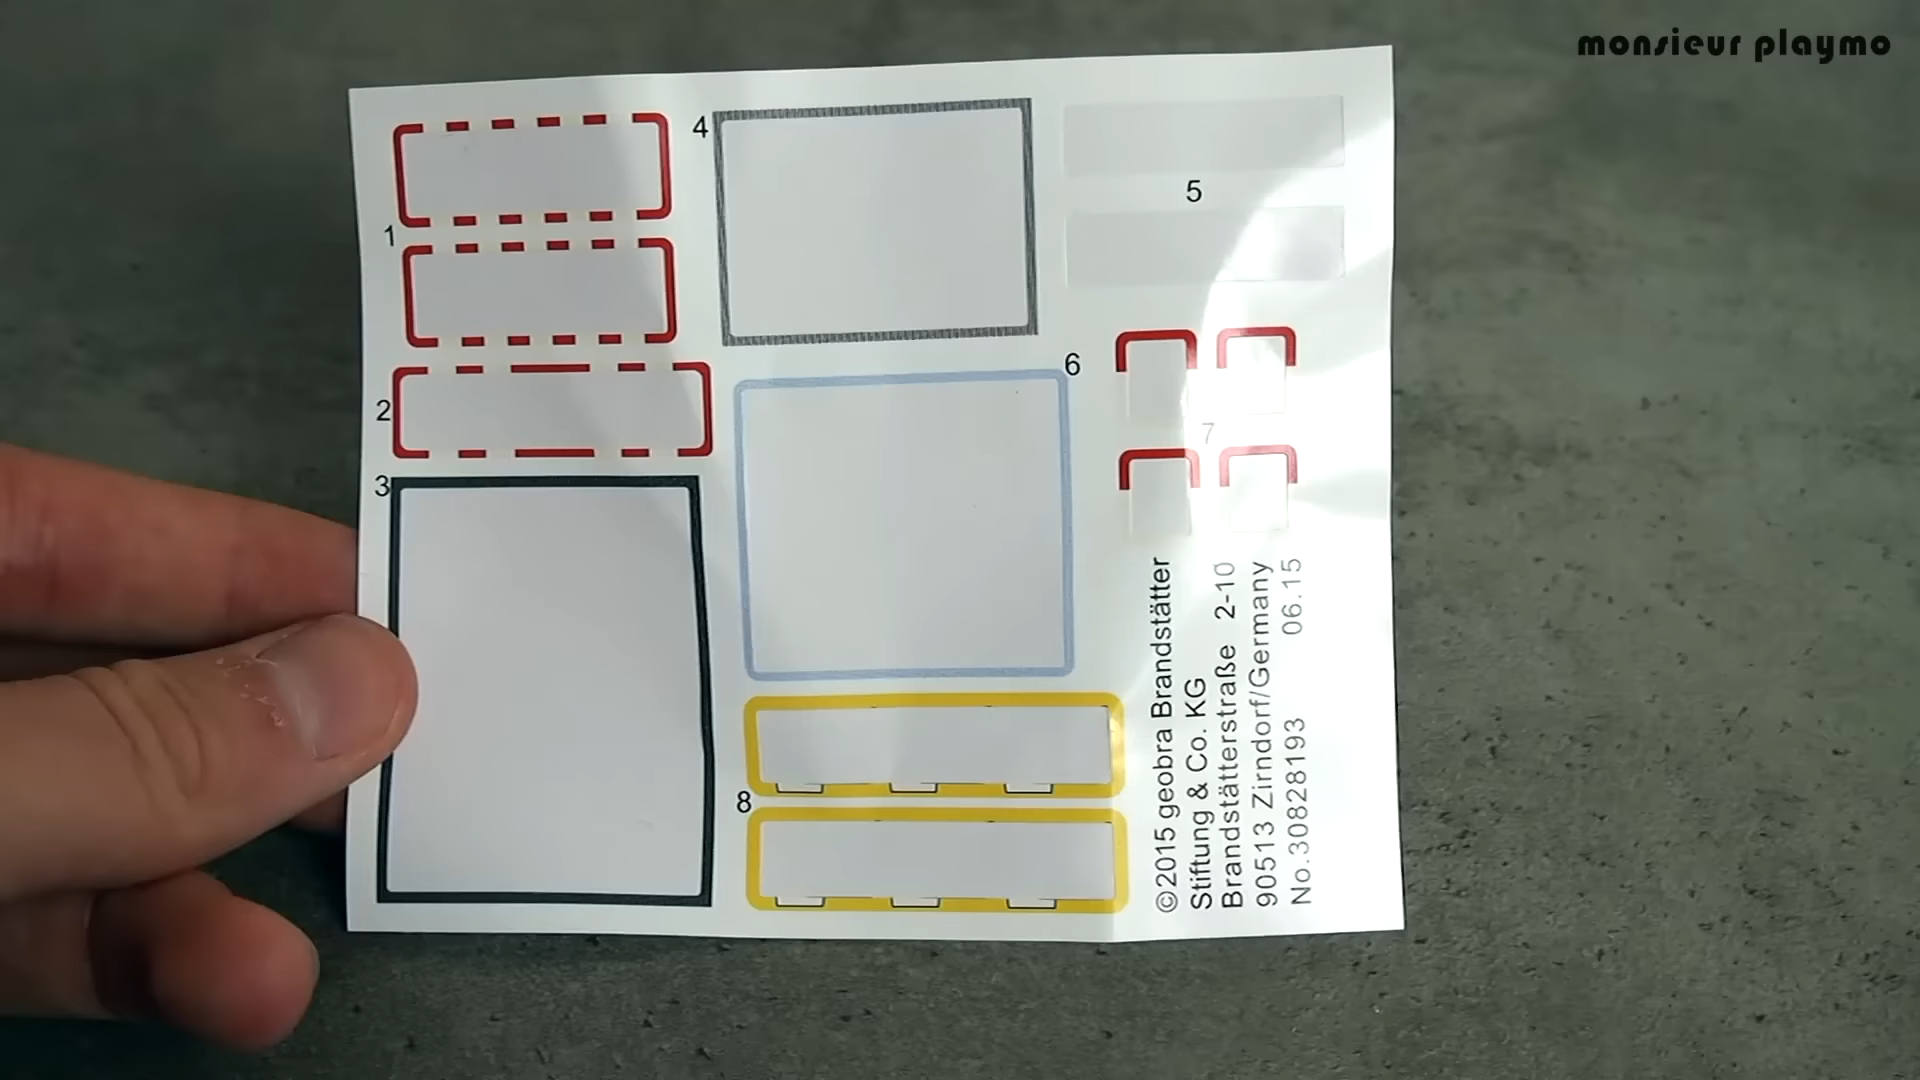 monsieur playmo
1
2
3
4
5
6
7
8
©2015 geobra Brandstätter
Stiftung & Co. KG
Brandstätterstraße 2-10
90513 Zirndorf/Germany
No.30828193 06.15